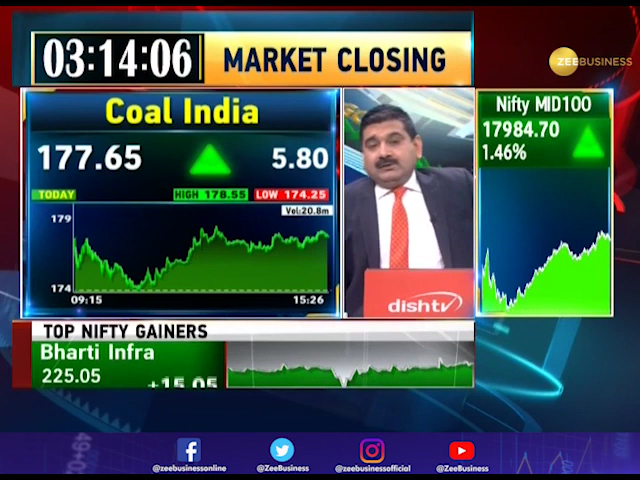 03:14:06
MARKET CLOSING
ZEEBUSINESS
Coal India
177.65
5.80
TODAY
HIGH 178.55
LOW 174.25
Vol:20.8m
179
174
09:15
15:26
Nifty MID100
17984.70
1.46%
dishtv
TOP NIFTY GAINERS
Bharti Infra
225.05
+15.05
@zeebusinessonline
@ZeeBusiness
@zeebusinessofficial
@ZeeBusiness